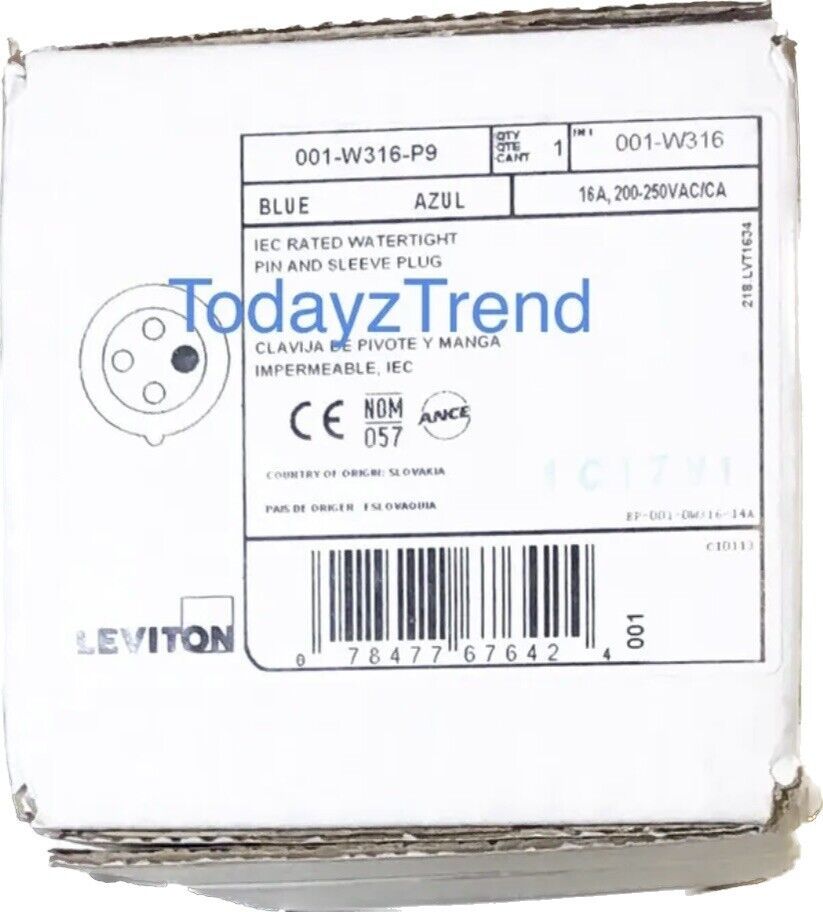 001-W316-P9
QTY
QTE
CANT
1
001-W316
BLUE AZUL
16A, 200-250VAC/CA
IEC RATED WATERTIGHT
PIN AND SLEEVE PLUG
TodayzTrend
CLAVIJA DE PIVOTE Y MANGA
IMPERMEABLE, IEC
CE
NOM
057
ANCE
218 LVT1634
COUNTRY OF ORIGIN: SLOVAKIA
PAIS DE ORIGEN ESLOVAQUIA
C10113
LEVITON
0 78477 67642 4
001